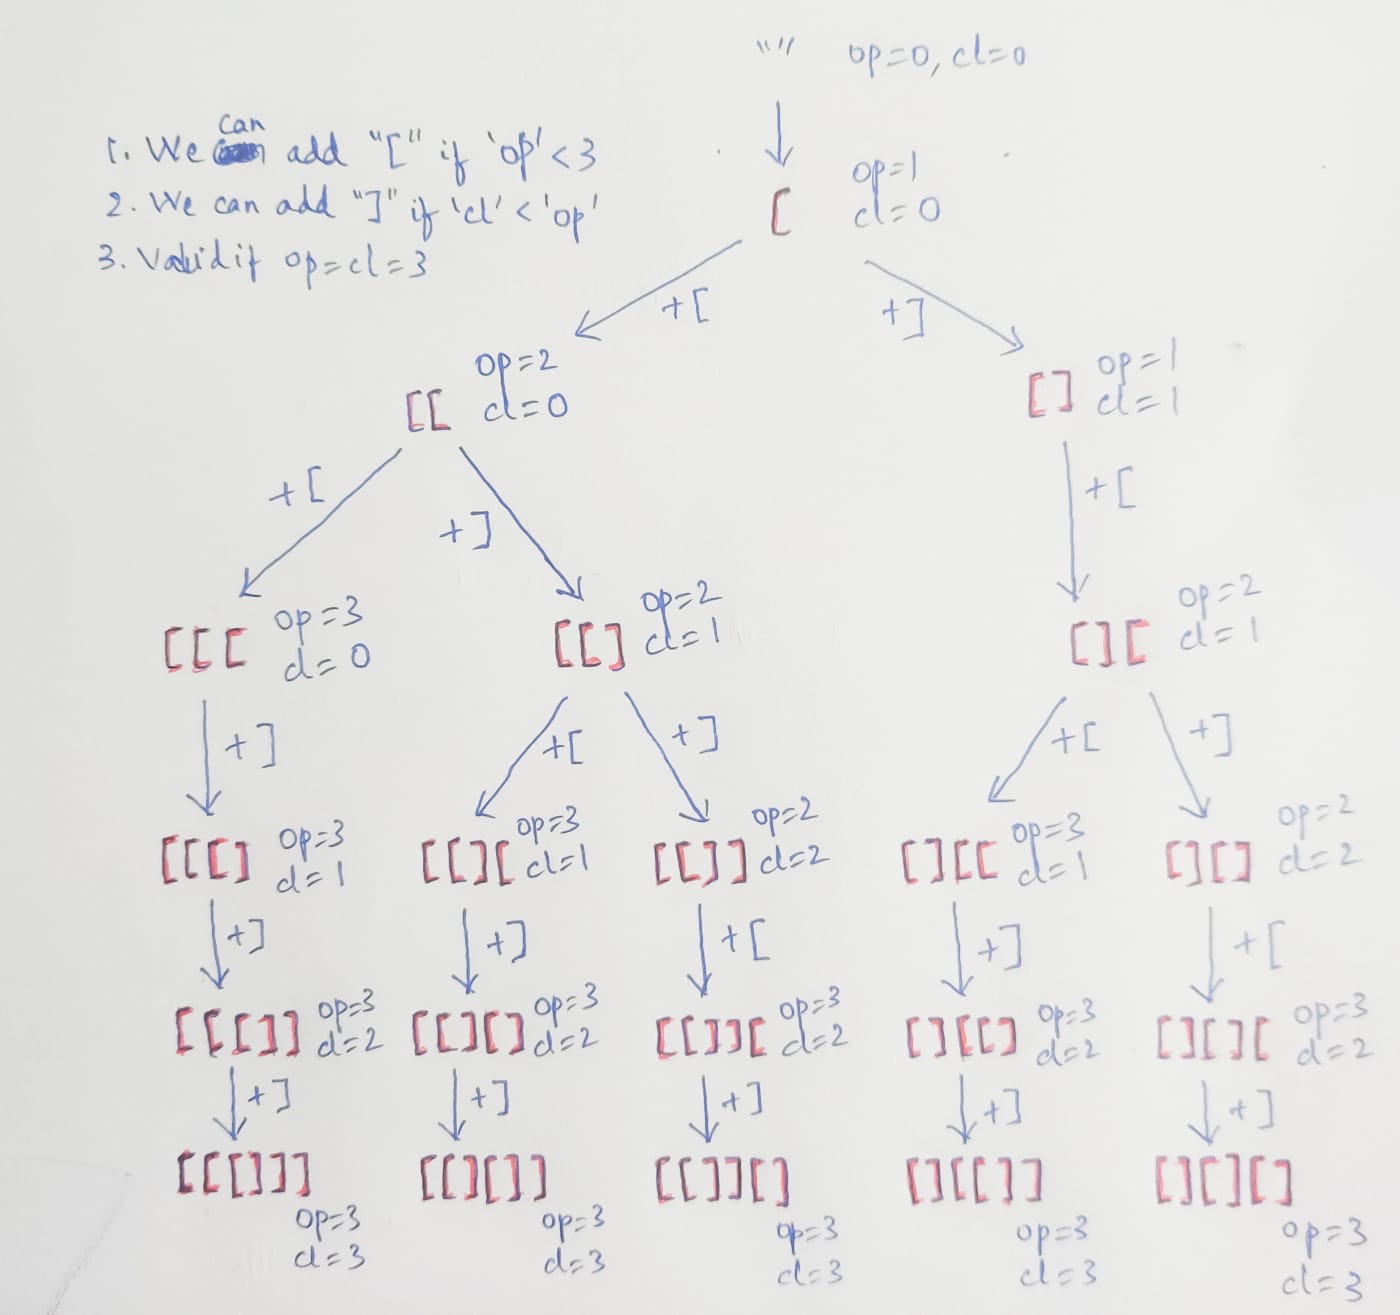 "" op=0, cl=0
1. We can add "[" if 'op' < 3
2. We can add "]" if 'cl' < 'op'
3. Valid if op=cl=3
op=1
[ cl=0
+[ +]
op=2 op=1
[[ cl=0 [] cl=1
+[ +] +[
op=3 op=2 op=2
[[[ cl=0 [[] cl=1 [][ cl=1
+] +[ +] +[ +]
op=3 op=3 op=2 op=3 op=2
[[[] cl=1 [[][ cl=1 [[]] cl=2 [][[ cl=1 [][] cl=2
+] +] +[ +] +[
op=3 op=3 op=3 op=3 op=3
[[[]] cl=2 [[][] cl=2 [[]][ cl=2 [][[] cl=2 [][][ cl=2
+] +] +] +] +]
[[[]]] [[][]] [[]][] [][[]] [][][]
op=3 op=3 op=3 op=3 op=3
cl=3 cl=3 cl=3 cl=3 cl=3